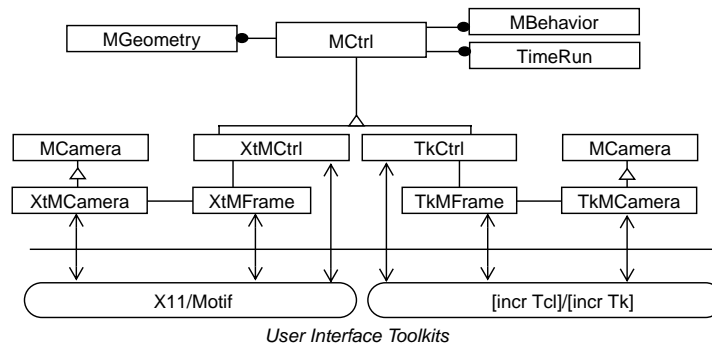 MBehavior
MGeometry
MCtrl
TimeRun
MCamera
XtMCtrl
TkCtrl
MCamera
XtMCamera
XtMFrame
TkMFrame
TkMCamera
X11/Motif
[incr Tcl]/[incr Tk]
User Interface Toolkits